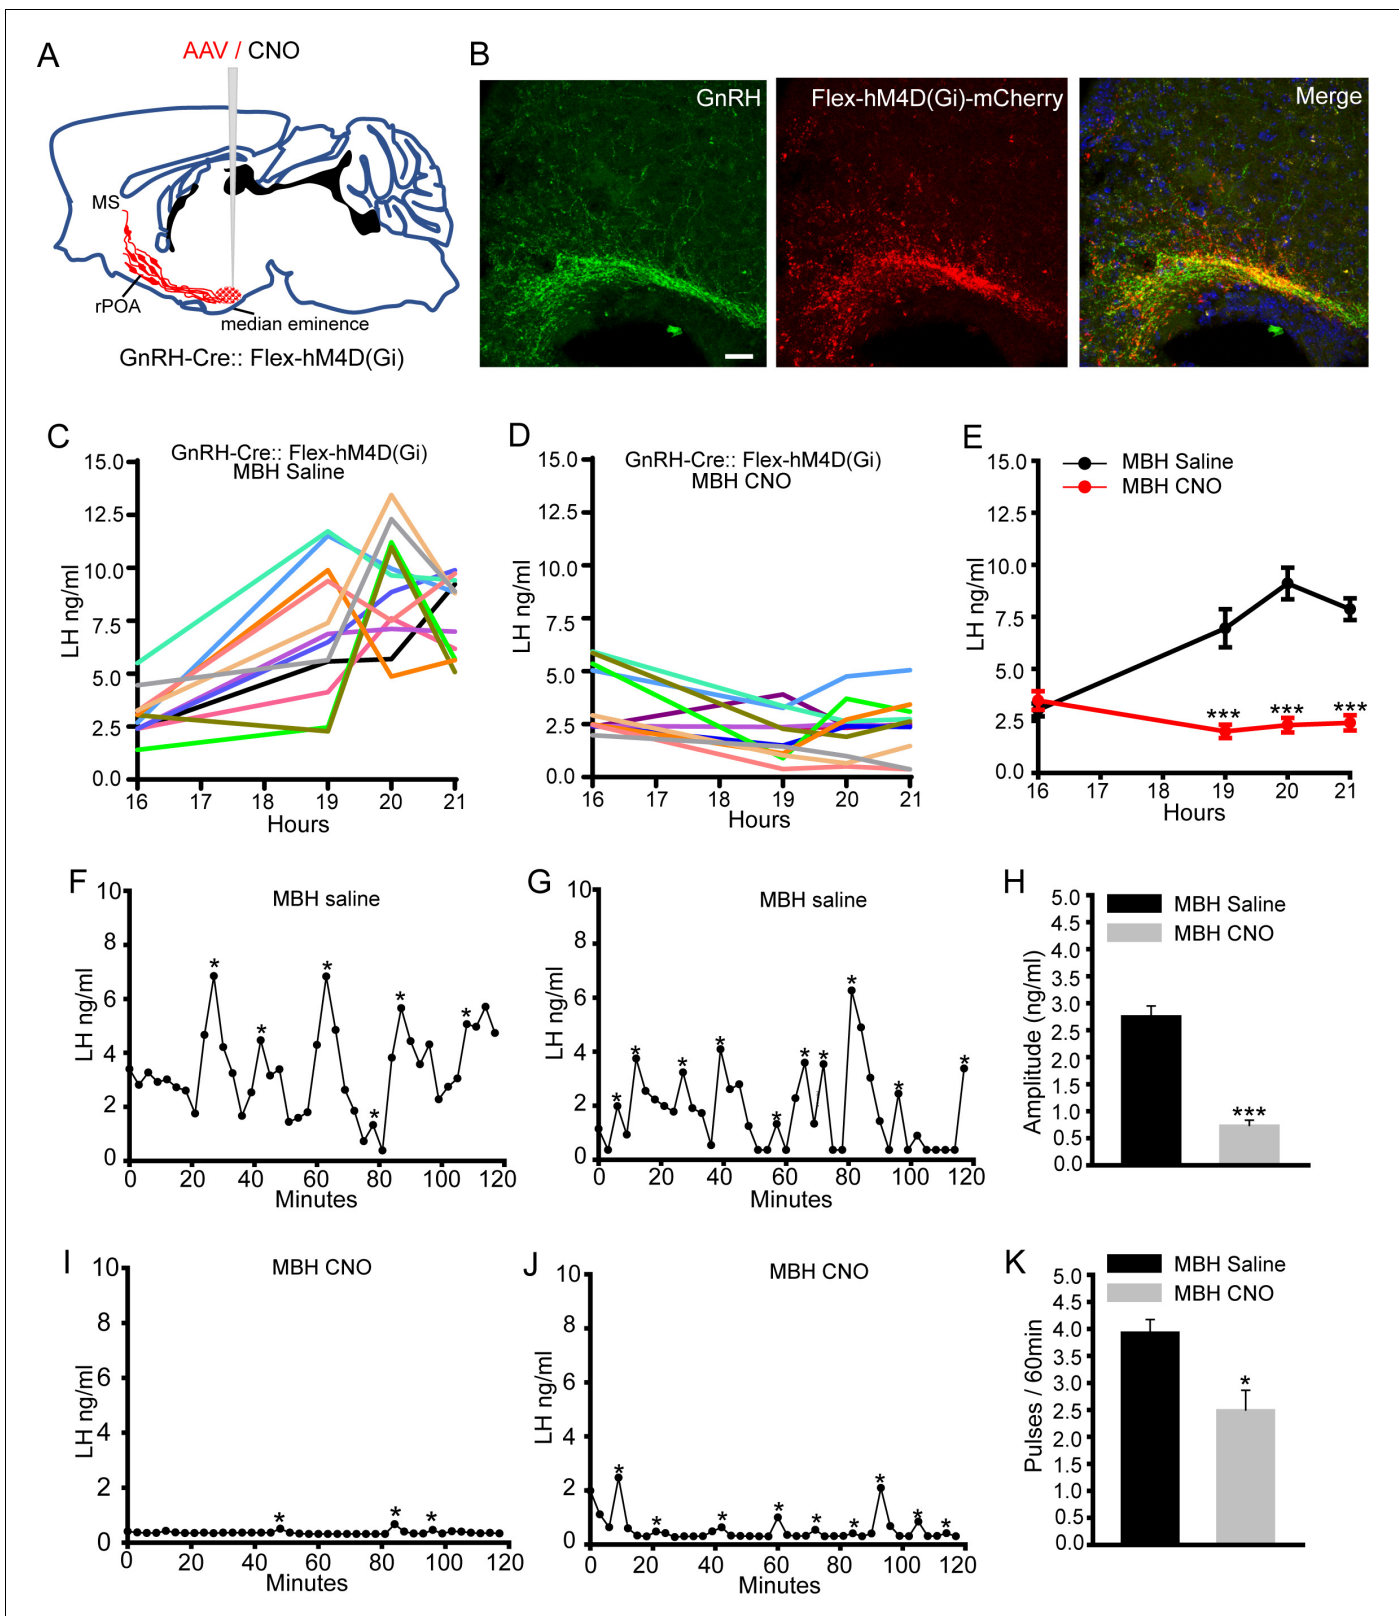 A
AAV / CNO
MS
rPOA
median eminence
GnRH-Cre:: Flex-hM4D(Gi)
B
GnRH
Flex-hM4D(Gi)-mCherry
Merge
C
GnRH-Cre:: Flex-hM4D(Gi)
MBH Saline
15.0
12.5
10.0
7.5
5.0
2.5
0.0
LH ng/ml
16 17 18 19 20 21
Hours
D
GnRH-Cre:: Flex-hM4D(Gi)
MBH CNO
15.0
12.5
10.0
7.5
5.0
2.5
0.0
LH ng/ml
16 17 18 19 20 21
Hours
E
MBH Saline
MBH CNO
15.0
12.5
10.0
7.5
5.0
2.5
0.0
LH ng/ml
*** *** ***
16 17 18 19 20 21
Hours
F
MBH saline
10
8
6
4
2
0
LH ng/ml
* * * * * *
0 20 40 60 80 100 120
Minutes
G
MBH saline
10
8
6
4
2
0
LH ng/ml
* * * * * * * * * *
0 20 40 60 80 100 120
Minutes
H
MBH Saline
MBH CNO
5.0
4.5
4.0
3.5
3.0
2.5
2.0
1.5
1.0
0.5
0.0
Amplitude (ng/ml)
***
I
MBH CNO
10
8
6
4
2
0
LH ng/ml
* * *
0 20 40 60 80 100 120
Minutes
J
MBH CNO
10
8
6
4
2
0
LH ng/ml
* * * * * * * * *
0 20 40 60 80 100 120
Minutes
K
MBH Saline
MBH CNO
5.0
4.5
4.0
3.5
3.0
2.5
2.0
1.5
1.0
0.5
0.0
Pulses / 60min
*